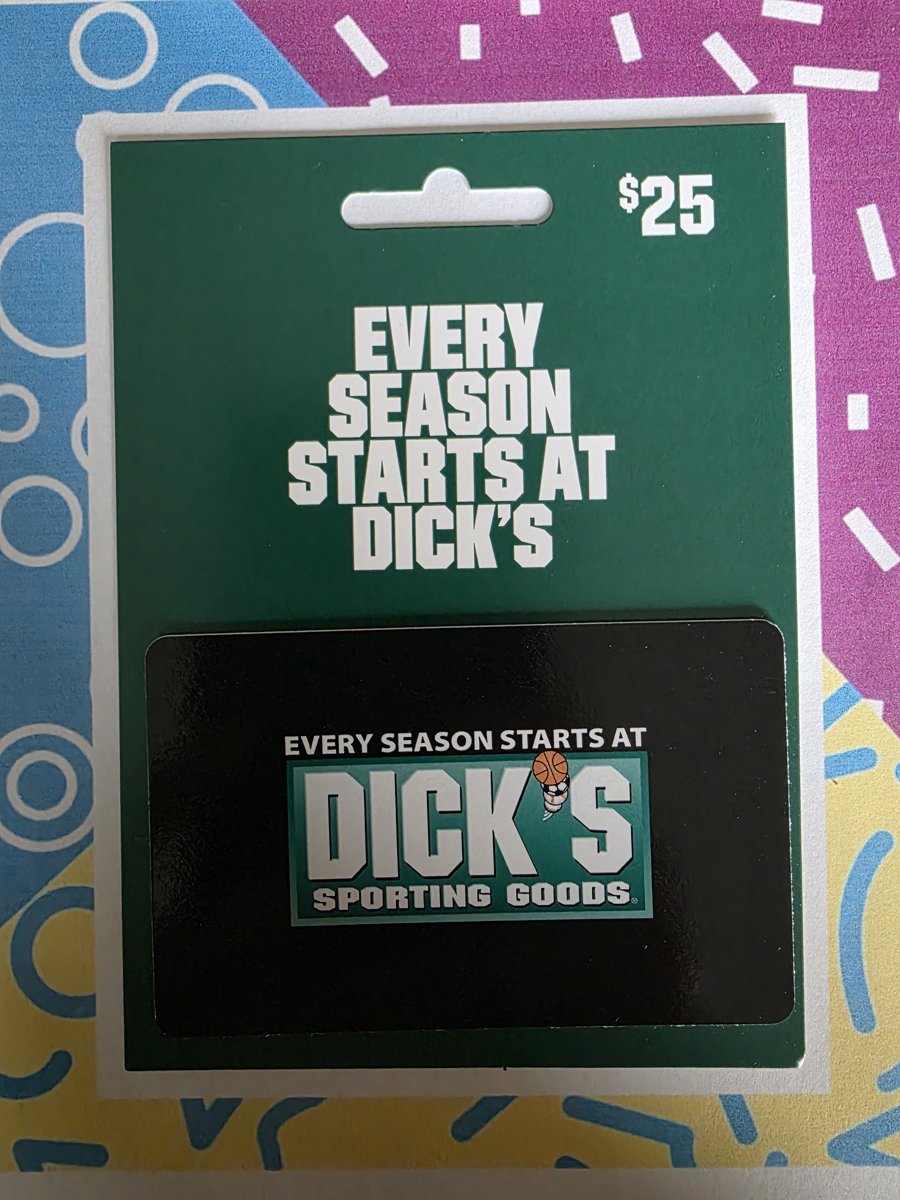 $25
EVERY
SEASON
STARTS AT
DICK'S
EVERY SEASON STARTS AT
DICK'S
SPORTING GOODS®